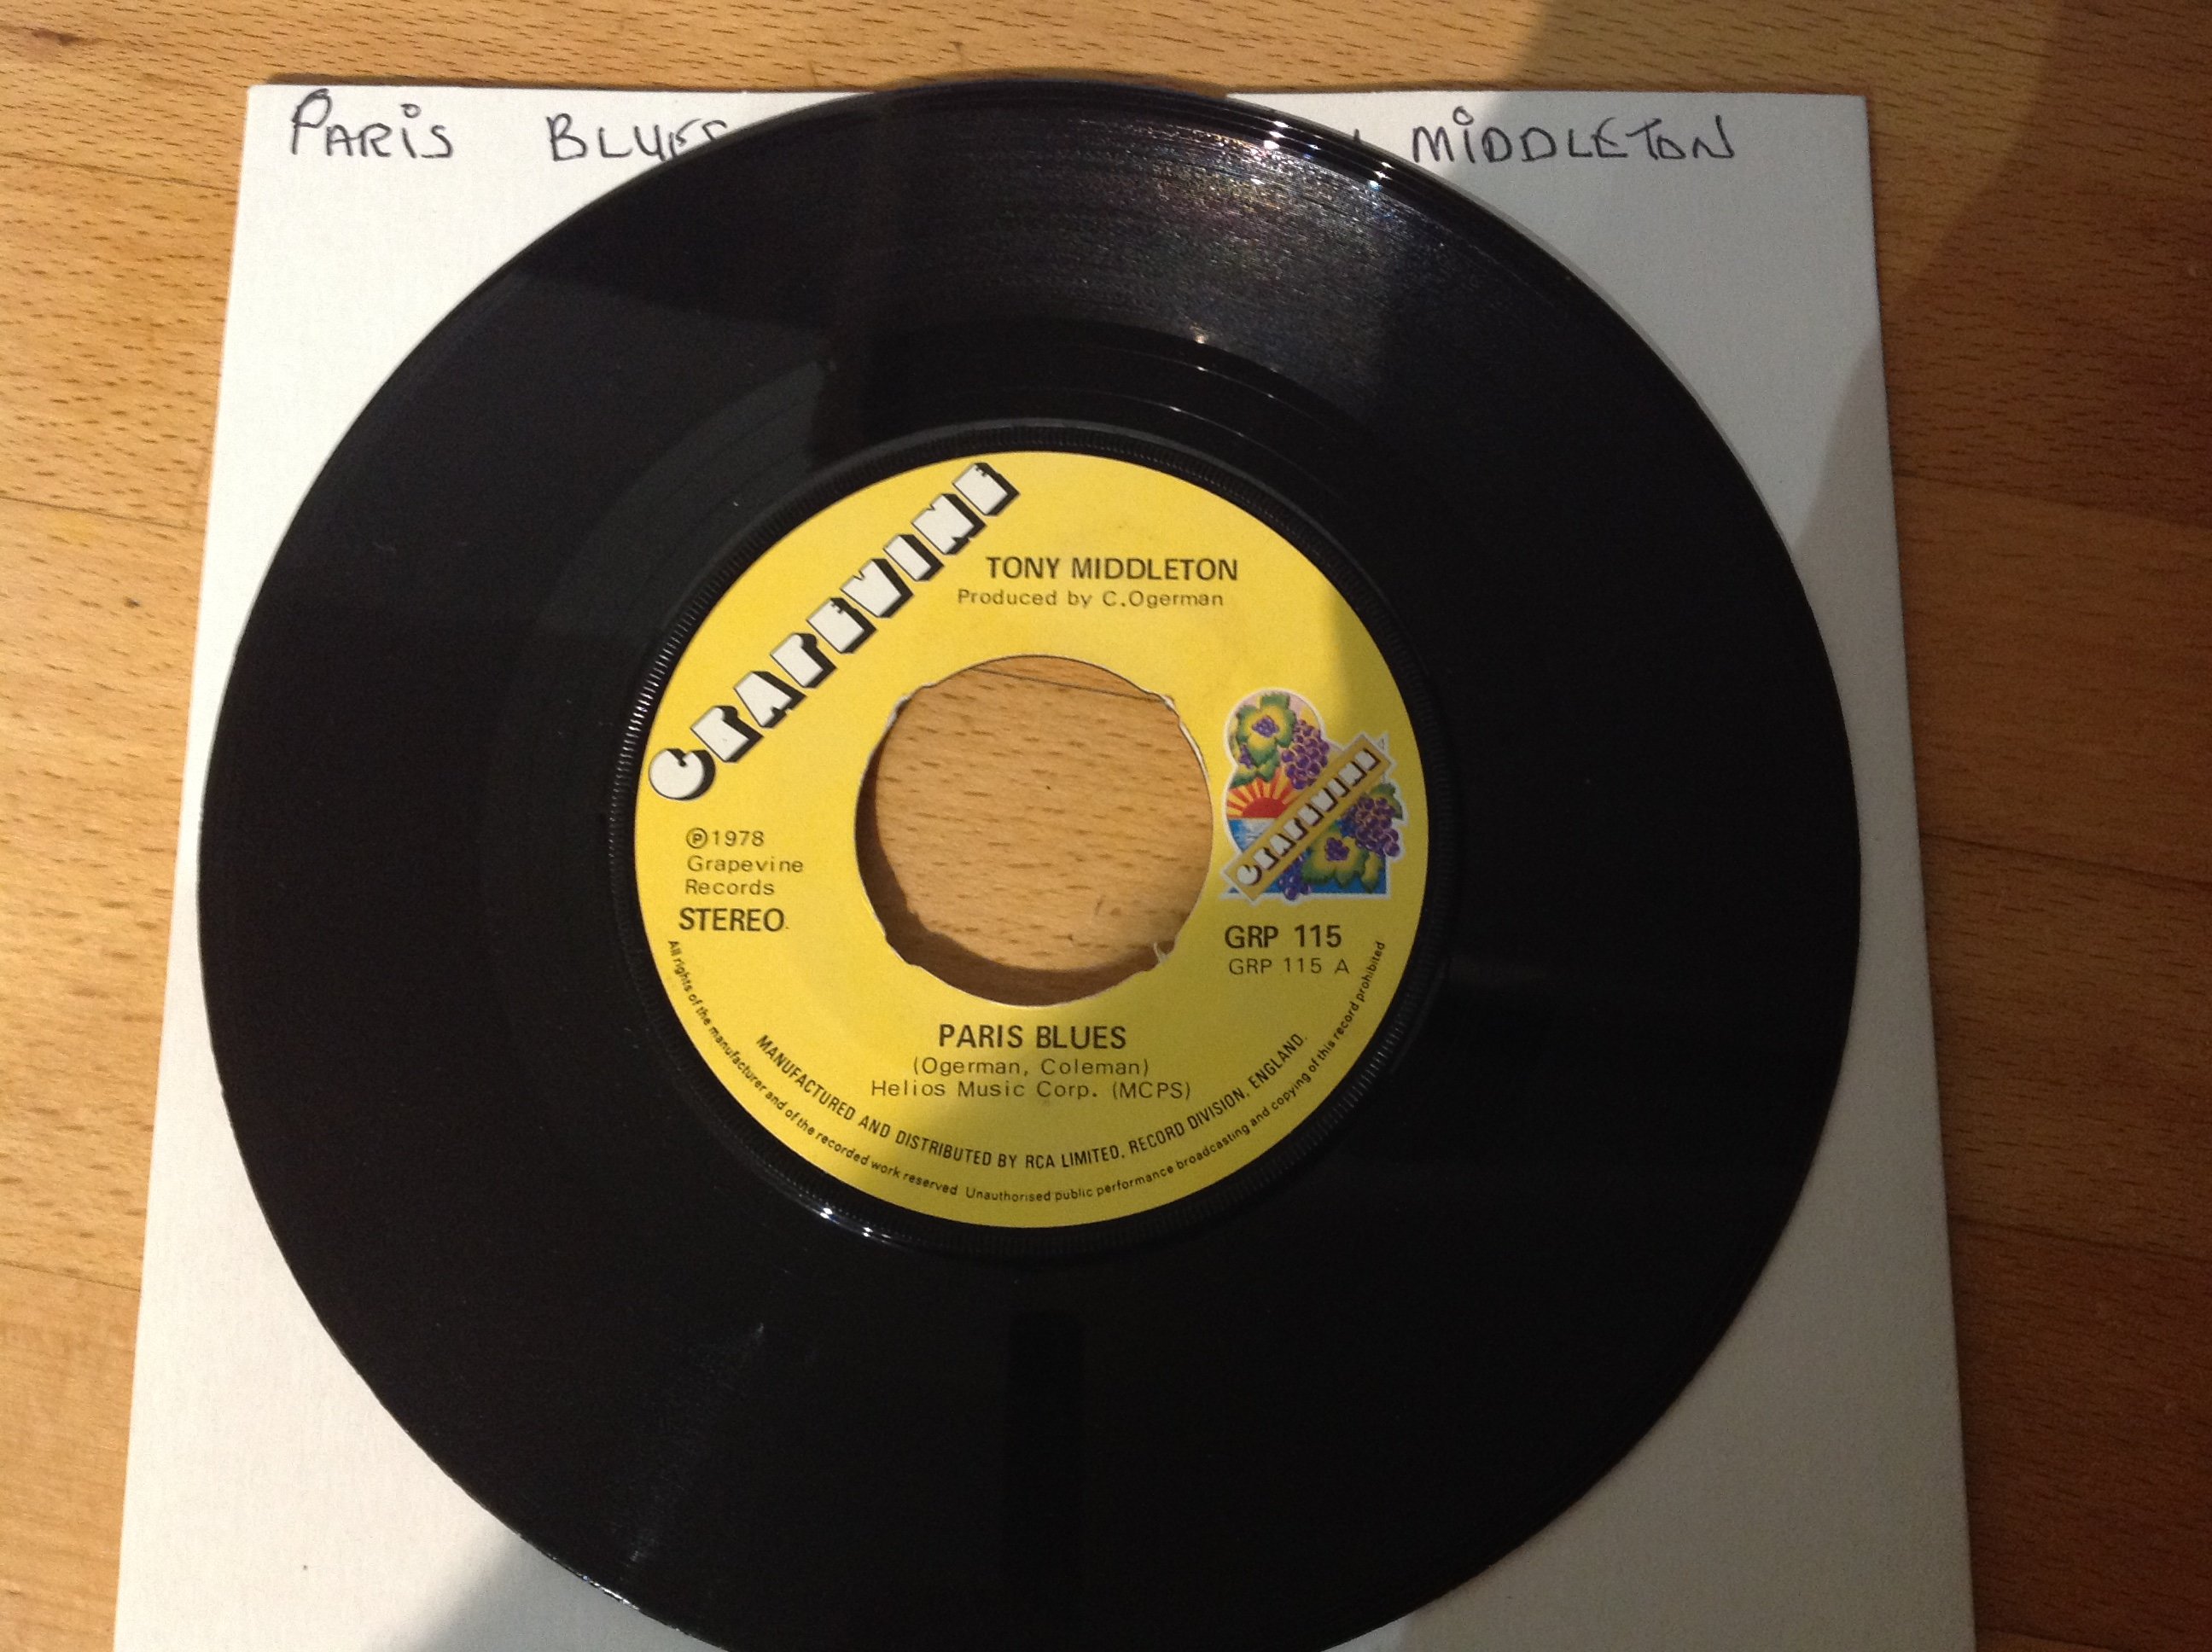 PARiS BLUES MiDDLETON
GRAPEVINE
TONY MIDDLETON
Produced by C.Ogerman
GRAPEVINE
℗1978
Grapevine
Records
STEREO
GRP 115
GRP 115 A
PARIS BLUES
(Ogerman, Coleman)
Helios Music Corp. (MCPS)
MANUFACTURED AND DISTRIBUTED BY RCA LIMITED, RECORD DIVISION, ENGLAND.
All rights of the manufacturer and of the recorded work reserved Unauthorised public performance broadcasting and copying of this record prohibited